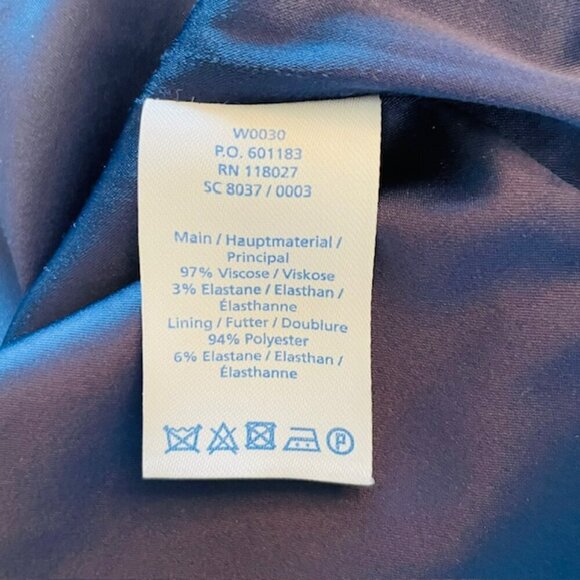 W0030
P.O. 601183
RN 118027
SC 8037 / 0003
Main / Hauptmaterial /
Principal
97% Viscose / Viskose
3% Elastane / Elasthan /
Élasthanne
Lining / Futter / Doublure
94% Polyester
6% Elastane / Elasthan /
Élasthanne
P